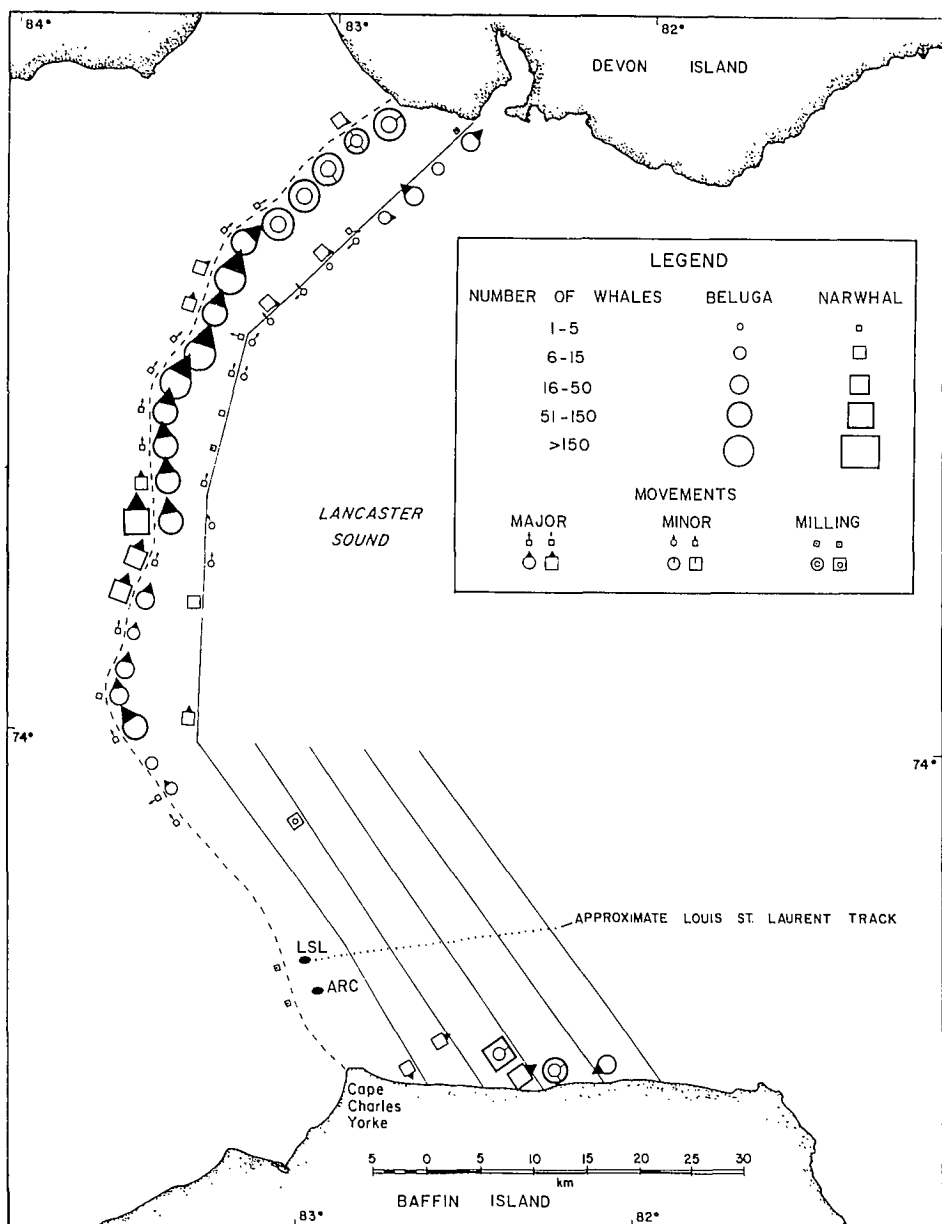 84°
83°
82°
DEVON ISLAND
LEGEND
NUMBER OF WHALES BELUGA NARWHAL
1-5
6-15
16-50
51-150
>150
MOVEMENTS
MAJOR MINOR MILLING
LANCASTER
SOUND
74°
74°
APPROXIMATE LOUIS ST. LAURENT TRACK
LSL
ARC
Cape
Charles
Yorke
5 0 5 10 15 20 25 30
km
BAFFIN ISLAND
83°
82°